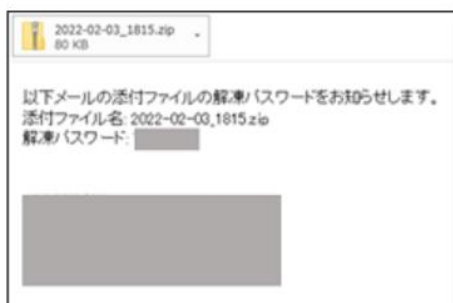 2022-02-03_1815.zip
80 KB
以下メールの添付ファイルの解凍パスワードをお知らせします。
添付ファイル名: 2022-02-03_1815.zip
解凍パスワード: